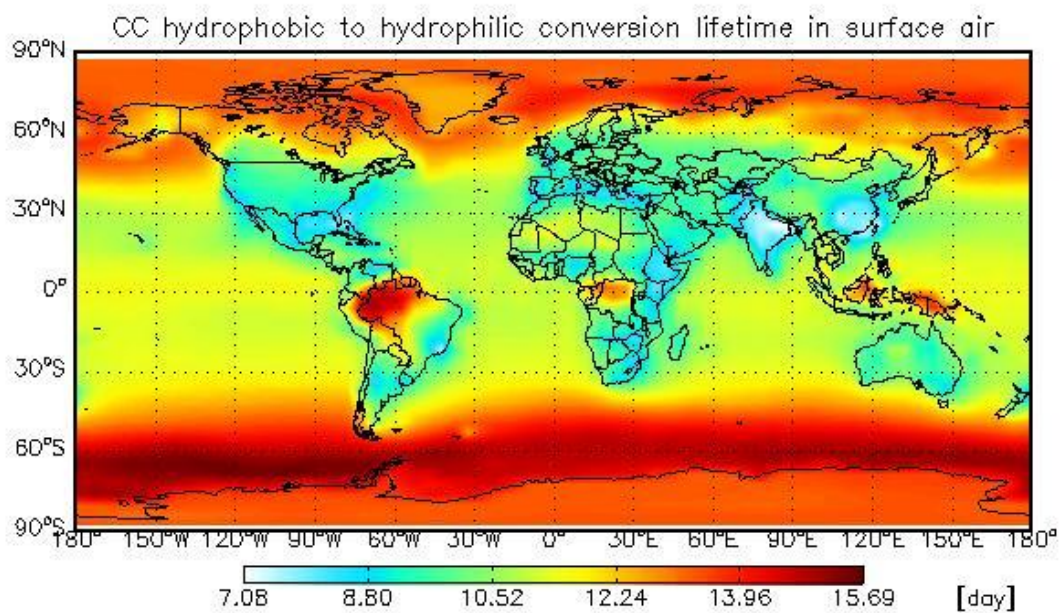 CC hydrophobic to hydrophilic conversion lifetime in surface air
90°N
60°N
30°N
0°
30°S
60°S
90°S
180° 150°W 120°W 90°W 60°W 30°W 0° 30°E 60°E 90°E 120°E 150°E 180°
7.08 8.80 10.52 12.24 13.96 15.69 [day]